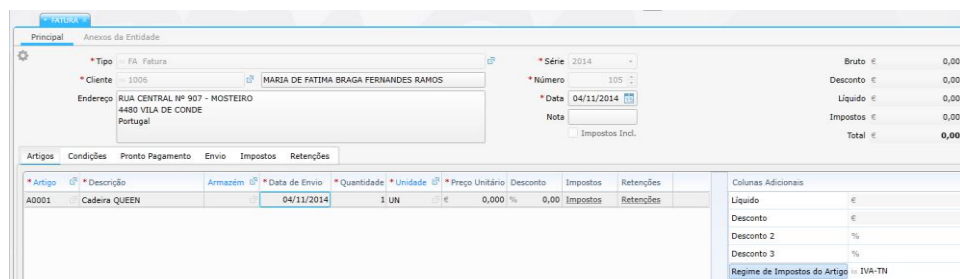 FATURA
Principal Anexos da Entidade
* Tipo FA Fatura * Série 2014 Bruto € 0,00
* Cliente 1006 MARIA DE FATIMA BRAGA FERNANDES RAMOS * Número 105 Desconto € 0,00
Endereço RUA CENTRAL Nº 907 - MOSTEIRO * Data 04/11/2014 Líquido € 0,00
4480 VILA DE CONDE
Portugal Nota Impostos € 0,00
Impostos Incl. Total € 0,00
Artigos Condições Pronto Pagamento Envio Impostos Retenções
* Artigo * Descrição Armazém * Data de Envio * Quantidade * Unidade * Preço Unitário Desconto Impostos Retenções Colunas Adicionais
A0001 Cadeira QUEEN 04/11/2014 1 UN € 0,000 % 0,00 Impostos Retenções Líquido €
Desconto €
Desconto 2 %
Desconto 3 %
Regime de Impostos do Artigo IVA-TN